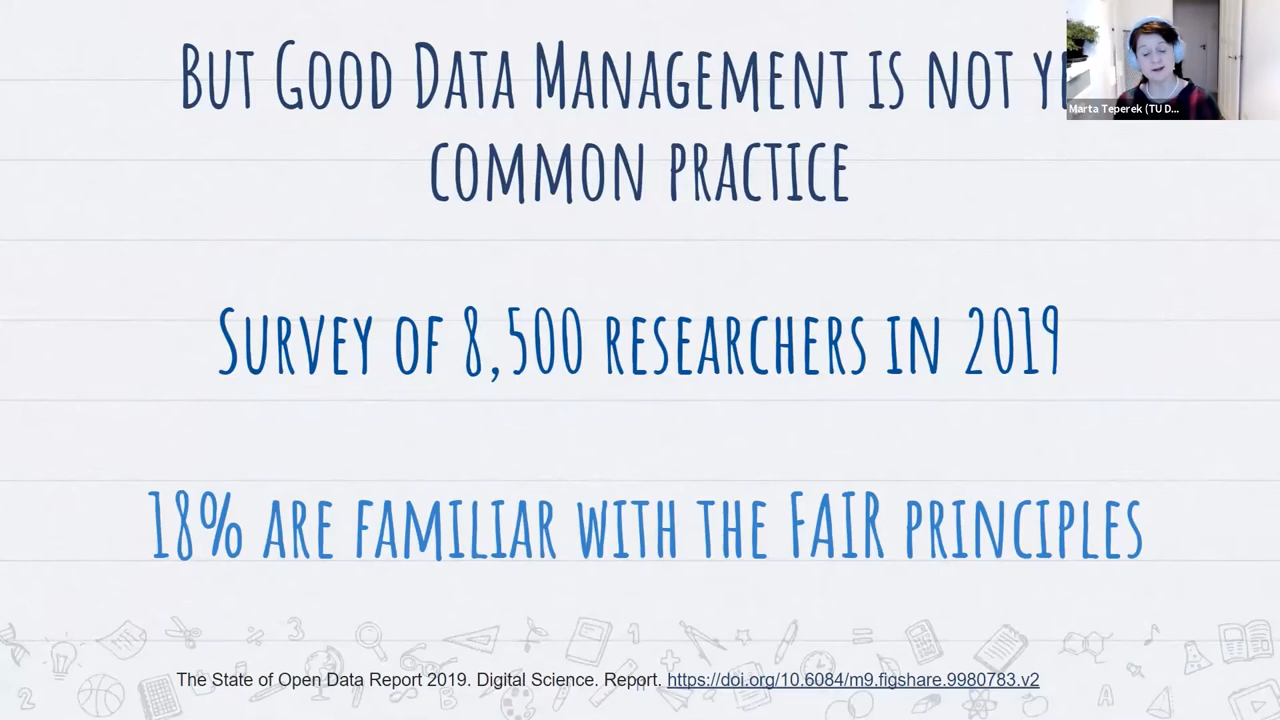 But Good Data Management is not
common practice
Marta Teperek (TU D...
Survey of 8,500 researchers in 2019
18% are familiar with the FAIR principles
The State of Open Data Report 2019. Digital Science. Report. https://doi.org/10.6084/m9.figshare.9980783.v2